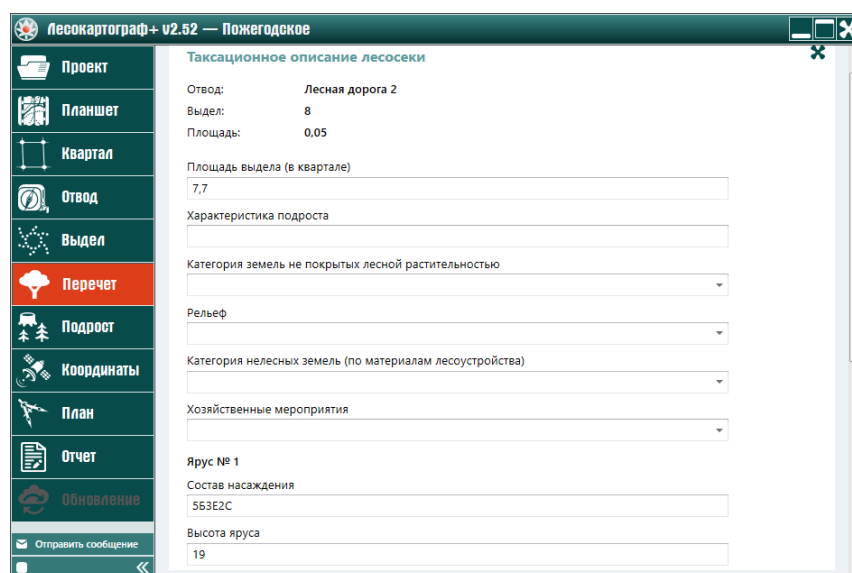 Лесокартограф+ v2.52 — Пожегодское
Проект
Планшет
Квартал
Отвод
Выдел
Перечет
Подрост
Координаты
План
Отчет
Обновление
Отправить сообщение
Таксационное описание лесосеки
Отвод: Лесная дорога 2
Выдел: 8
Площадь: 0,05
Площадь выдела (в квартале)
7,7
Характеристика подроста
Категория земель не покрытых лесной растительностью
Рельеф
Категория нелесных земель (по материалам лесоустройства)
Хозяйственные мероприятия
Ярус № 1
Состав насаждения
5Б3Е2С
Высота яруса
19